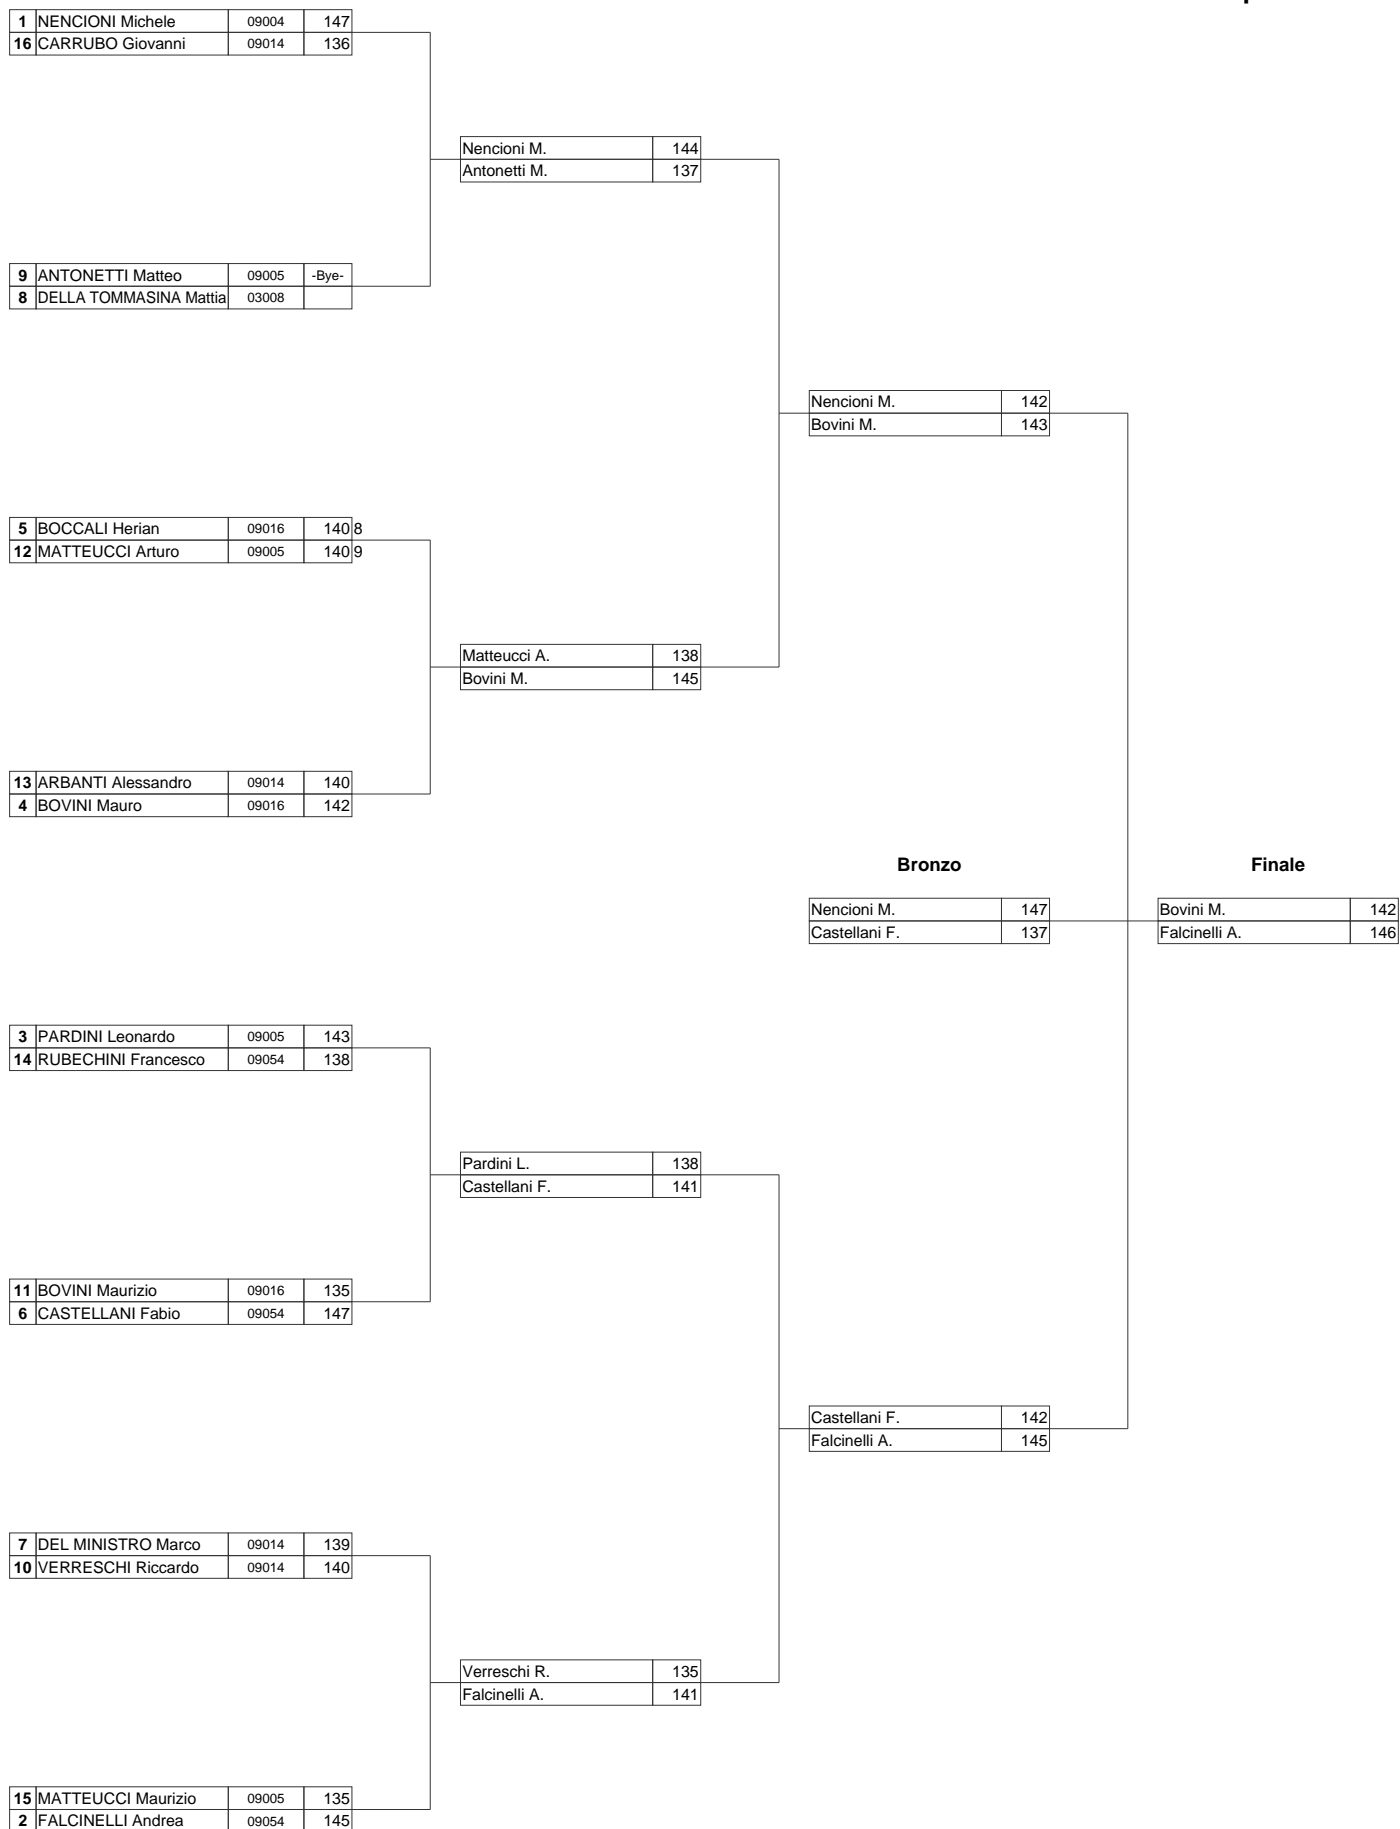 1 NENCIONI Michele 09004 147
16 CARRUBO Giovanni 09014 136
Nencioni M. 144
Antonetti M. 137
9 ANTONETTI Matteo 09005 -Bye-
8 DELLA TOMMASINA Mattia 03008
Nencioni M. 142
Bovini M. 143
5 BOCCALI Herian 09016 140 8
12 MATTEUCCI Arturo 09005 140 9
Matteucci A. 138
Bovini M. 145
13 ARBANTI Alessandro 09014 140
4 BOVINI Mauro 09016 142
Bronzo Finale
Nencioni M. 147 Bovini M. 142
Castellani F. 137 Falcinelli A. 146
3 PARDINI Leonardo 09005 143
14 RUBECHINI Francesco 09054 138
Pardini L. 138
Castellani F. 141
11 BOVINI Maurizio 09016 135
6 CASTELLANI Fabio 09054 147
Castellani F. 142
Falcinelli A. 145
7 DEL MINISTRO Marco 09014 139
10 VERRESCHI Riccardo 09014 140
Verreschi R. 135
Falcinelli A. 141
15 MATTEUCCI Maurizio 09005 135
2 FALCINELLI Andrea 09054 145